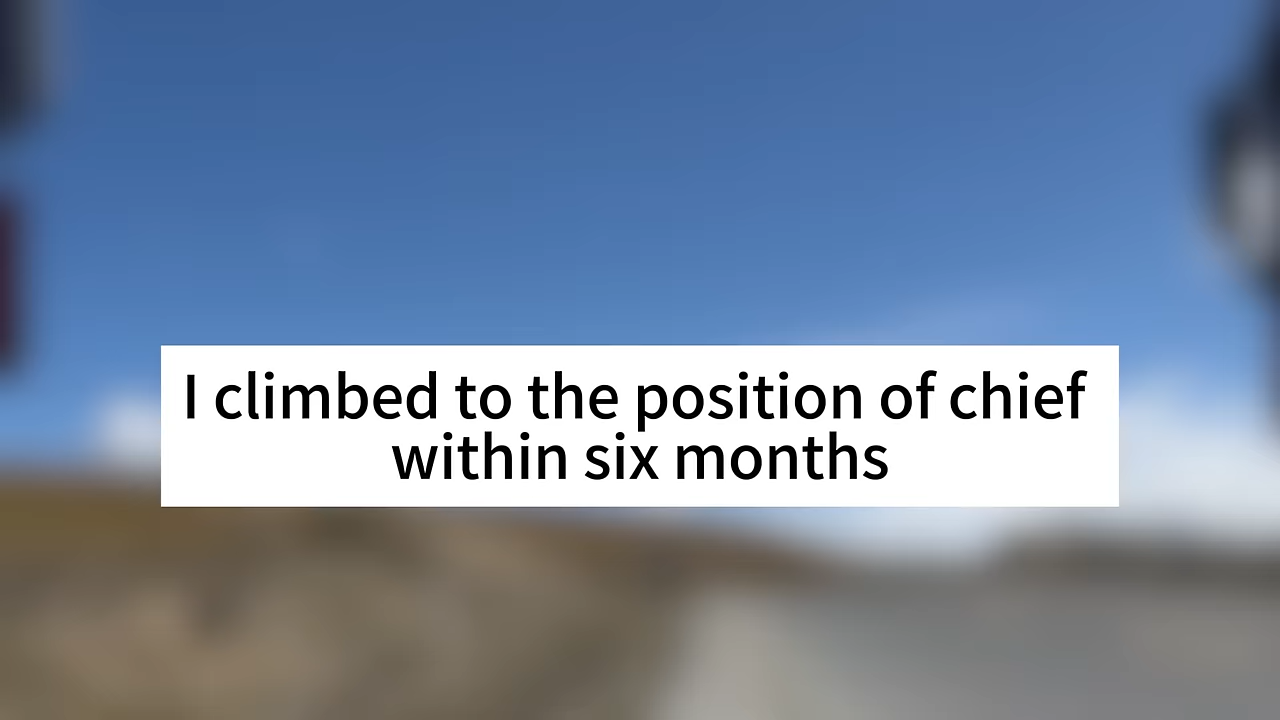 I climbed to the position of chief
within six months